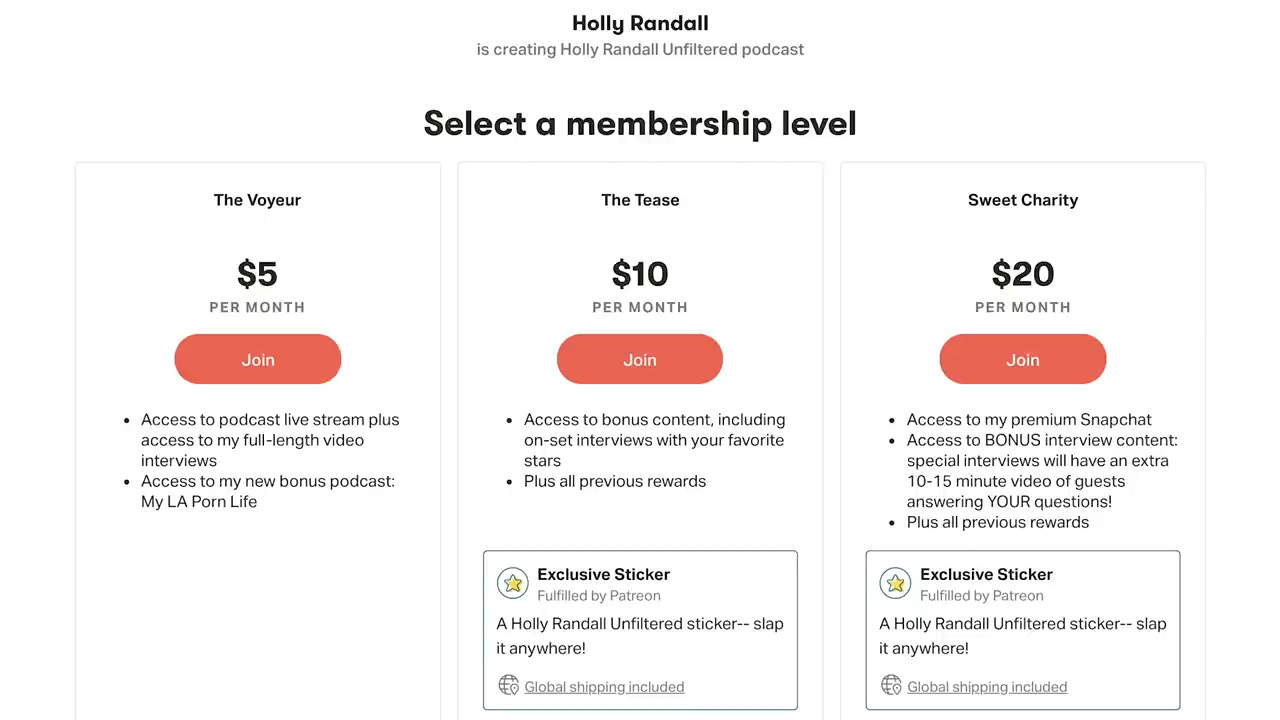 Holly Randall
is creating Holly Randall Unfiltered podcast
Select a membership level
The Voyeur
$5
PER MONTH
Join
Access to podcast live stream plus
access to my full-length video
interviews
Access to my new bonus podcast:
My LA Porn Life
The Tease
$10
PER MONTH
Join
Access to bonus content, including
on-set interviews with your favorite
stars
Plus all previous rewards
Exclusive Sticker
Fulfilled by Patreon
A Holly Randall Unfiltered sticker-- slap
it anywhere!
Global shipping included
Sweet Charity
$20
PER MONTH
Join
Access to my premium Snapchat
Access to BONUS interview content:
special interviews will have an extra
10-15 minute video of guests
answering YOUR questions!
Plus all previous rewards
Exclusive Sticker
Fulfilled by Patreon
A Holly Randall Unfiltered sticker-- slap
it anywhere!
Global shipping included